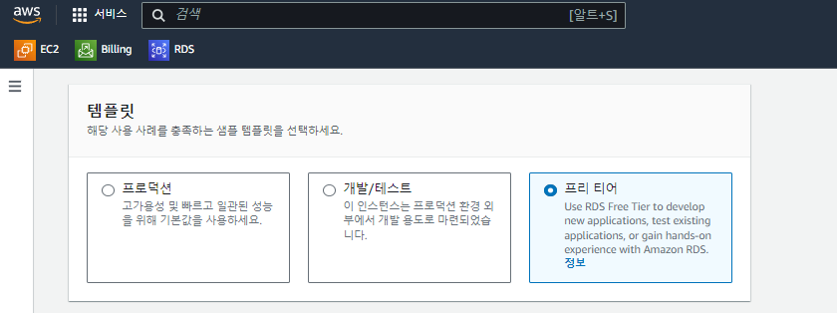 aws 서비스 검색 [알트+S]
EC2 Billing RDS
템플릿
해당 사용 사례를 충족하는 샘플 템플릿을 선택하세요.
프로덕션
고가용성 및 빠르고 일관된 성능
을 위해 기본값을 사용하세요.
개발/테스트
이 인스턴스는 프로덕션 환경 외
부에서 개발 용도로 마련되었습
니다.
프리 티어
Use RDS Free Tier to develop
new applications, test existing
applications, or gain hands-on
experience with Amazon RDS.
정보